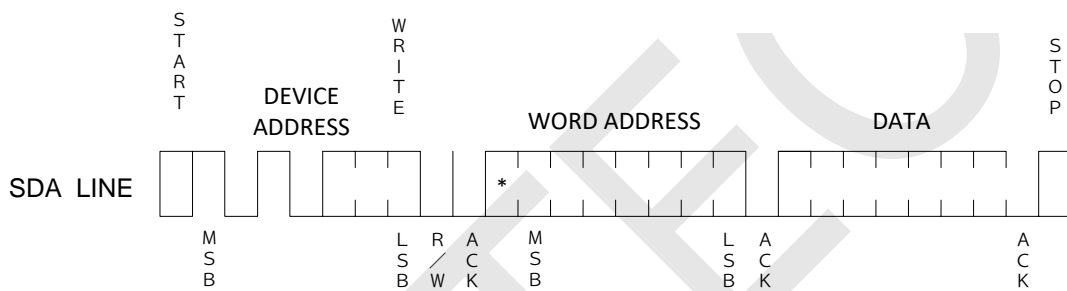 START
WRITE
STOP
DEVICE
ADDRESS
WORD ADDRESS
DATA
SDA LINE
*
MSB
LSB
R/W
ACK
MSB
LSB
ACK
ACK